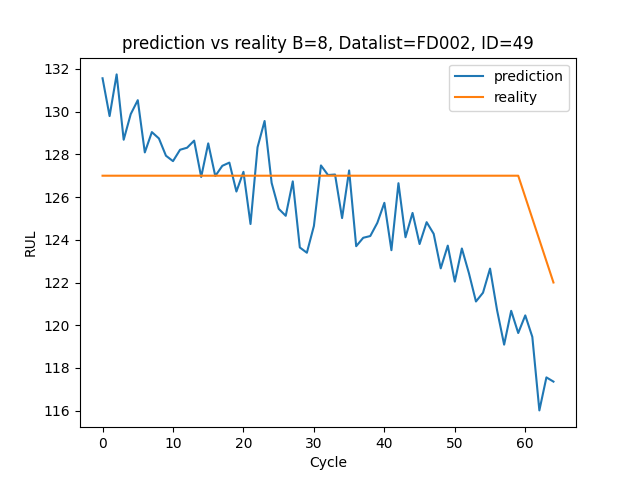 prediction vs reality B=8, Datalist=FD002, ID=49
prediction
reality
132
130
128
126
124
122
120
118
116
RUL
0 10 20 30 40 50 60
Cycle